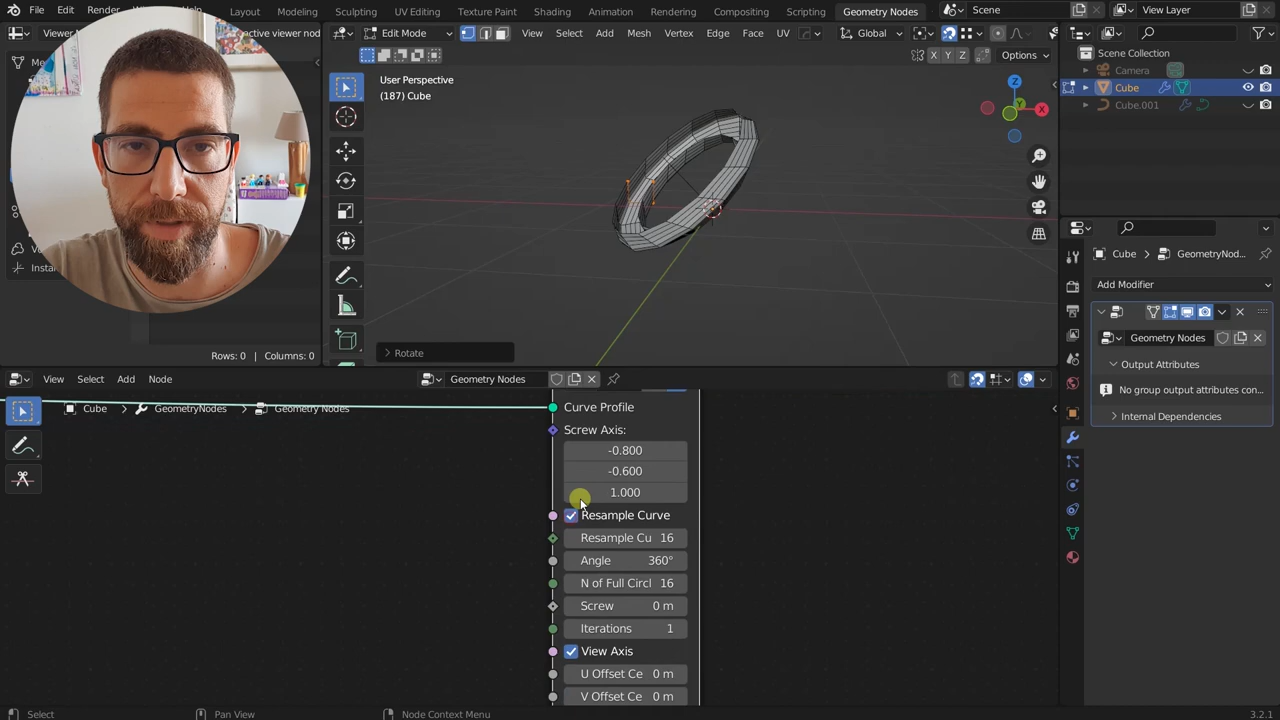 File Edit Render Layout Modeling Sculpting UV Editing Texture Paint Shading Animation Rendering Compositing Scripting Geometry Nodes Scene View Layer
Viewer
active viewer nod
Edit Mode View Select Add Mesh Vertex Edge Face UV Global
X Y Z Options
User Perspective
(187) Cube
Z
X
Y
Scene Collection
Camera
Cube
Cube.001
Instan
Rows: 0 | Columns: 0
Rotate
Cube GeometryNod...
Add Modifier
Geometry Nodes
Output Attributes
No group output attributes con...
Internal Dependencies
View Select Add Node Geometry Nodes
Cube GeometryNodes Geometry Nodes
Curve Profile
Screw Axis:
-0.800
-0.600
1.000
Resample Curve
Resample Cu 16
Angle 360°
N of Full Circl 16
Screw 0 m
Iterations 1
View Axis
U Offset Ce 0 m
V Offset Ce 0 m
Select Pan View Node Context Menu 3.2.1